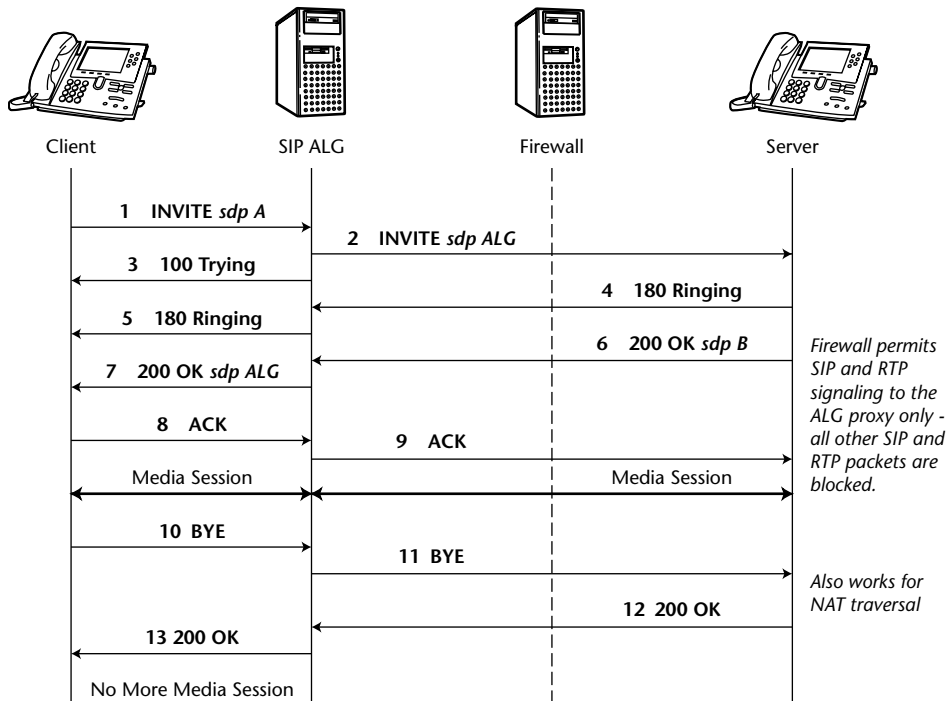 Client
SIP ALG
Firewall
Server
1 INVITE sdp A
2 INVITE sdp ALG
3 100 Trying
4 180 Ringing
5 180 Ringing
6 200 OK sdp B
7 200 OK sdp ALG
8 ACK
9 ACK
Media Session
Media Session
Firewall permits
SIP and RTP
signaling to the
ALG proxy only -
all other SIP and
RTP packets are
blocked.
10 BYE
11 BYE
Also works for
NAT traversal
12 200 OK
13 200 OK
No More Media Session